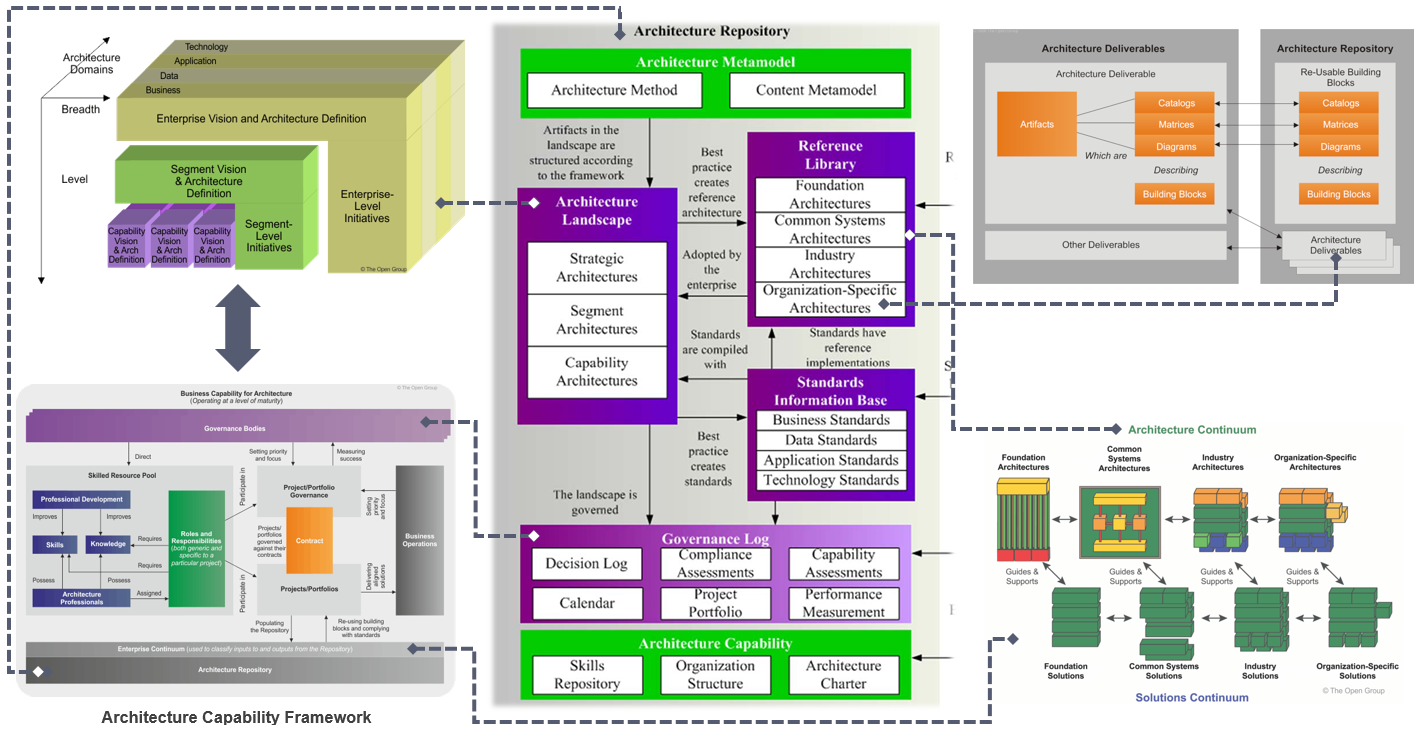 Architecture
Domains
Breadth
Level
Technology
Application
Data
Business
Enterprise Vision and Architecture Definition
Segment Vision
& Architecture
Definition
Capability
Vision
& Arch
Definition
Capability
Vision
& Arch
Definition
Capability
Vision
& Arch
Definition
Segment-
Level
Initiatives
Enterprise-
Level
Initiatives
© The Open Group
© The Open Group
Business Capability for Architecture
(Operating at a level of maturity)
Governance Bodies
Direct
Setting priority
and focus
Measuring
success
Skilled Resource Pool
Professional Development
Improves
Improves
Skills
Knowledge
Requires
Requires
Possess
Possess
Architecture
Professionals
Assigned
Roles and
Responsibilities
(both generic and
specific to a
particular project)
Participate in
Participate in
Project/Portfolio
Governance
Projects/
portfolios
governed
against their
contracts
Contract
Projects/Portfolios
Setting
priority
and focus
Delivering
aligned
solutions
Business
Operations
Populating
the Repository
Re-using building
blocks and complying
with standards
Enterprise Continuum (used to classify inputs to and outputs from the Repository)
Architecture Repository
Architecture Capability Framework
Architecture Repository
Architecture Metamodel
Architecture Method
Content Metamodel
Artifacts in the
landscape are
structured according
to the framework
Best
practice
creates
reference
architecture
Reference
Library
Foundation
Architectures
Common Systems
Architectures
Industry
Architectures
Organization-Specific
Architectures
Architecture
Landscape
Strategic
Architectures
Segment
Architectures
Capability
Architectures
Adopted by
the
enterprise
Standards
are compiled
with
Standards have
reference
implementations
Standards
Information Base
Business Standards
Data Standards
Application Standards
Technology Standards
Best
practice
creates
standards
The landscape is
governed
Governance Log
Decision Log
Compliance
Assessments
Capability
Assessments
Calendar
Project
Portfolio
Performance
Measurement
Architecture Capability
Skills
Repository
Organization
Structure
Architecture
Charter
© The Open Group
Architecture Deliverables
Architecture Deliverable
Artifacts
Which are
Catalogs
Matrices
Diagrams
Describing
Building Blocks
Other Deliverables
Architecture Repository
Re-Usable Building
Blocks
Catalogs
Matrices
Diagrams
Describing
Building Blocks
Architecture
Deliverables
Architecture Continuum
Foundation
Architectures
Common
Systems
Architectures
Industry
Architectures
Organization-Specific
Architectures
Guides &
Supports
Guides &
Supports
Guides &
Supports
Guides &
Supports
Foundation
Solutions
Common Systems
Solutions
Industry
Solutions
Organization-Specific
Solutions
Solutions Continuum
© The Open Group